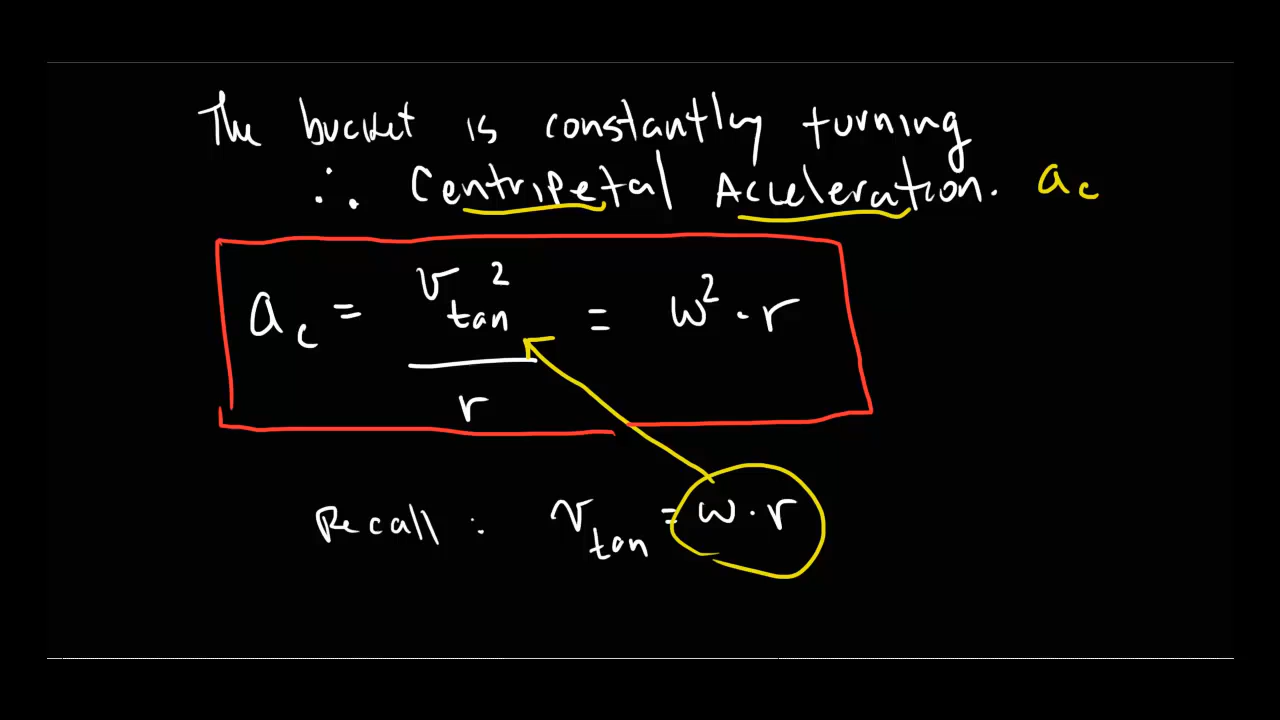 The bucket is constantly turning
∴ Centripetal Acceleration. a_c
a_c = v_tan^2 / r = ω^2 · r
Recall : v_tan = ω · r